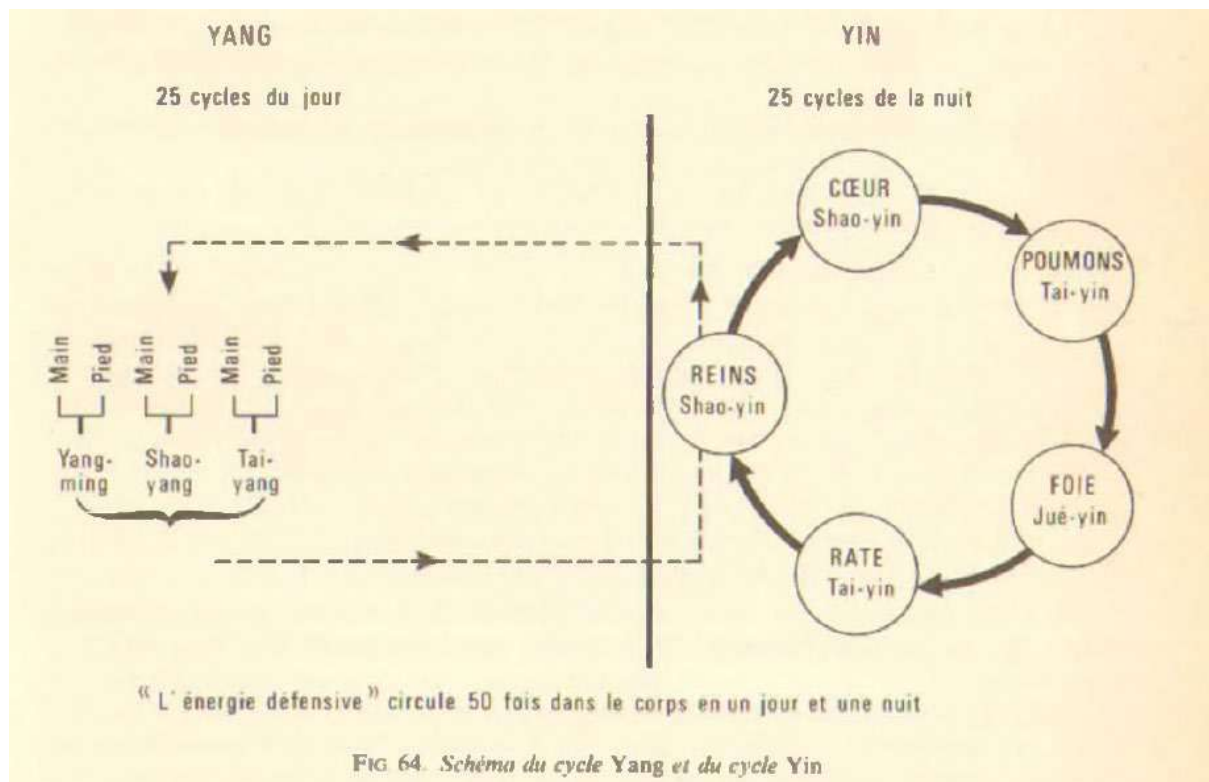 YANG
YIN
25 cycles du jour
25 cycles de la nuit
CŒUR
Shao-yin
POUMONS
Tai-yin
REINS
Shao-yin
FOIE
Jué-yin
RATE
Tai-yin
Main
Pied
Main
Pied
Main
Pied
Yang-
ming
Shao-
yang
Tai-
yang
“ L'énergie défensive ” circule 50 fois dans le corps en un jour et une nuit
FIG 64. Schéma du cycle Yang et du cycle Yin